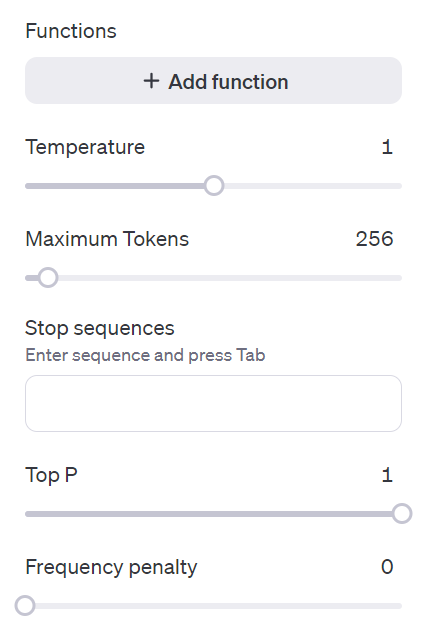 Functions
+ Add function
Temperature 1
Maximum Tokens 256
Stop sequences
Enter sequence and press Tab
Top P 1
Frequency penalty 0